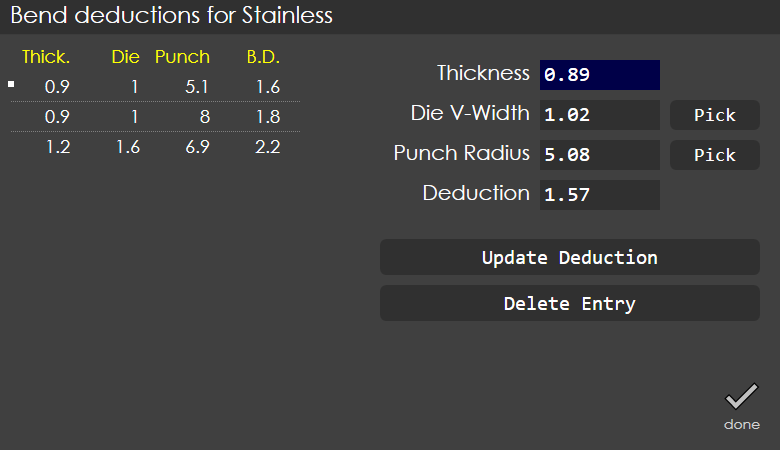 Bend deductions for Stainless
Thick. Die Punch B.D.
0.9 1 5.1 1.6
0.9 1 8 1.8
1.2 1.6 6.9 2.2
Thickness 0.89
Die V-Width 1.02 Pick
Punch Radius 5.08 Pick
Deduction 1.57
Update Deduction
Delete Entry
done